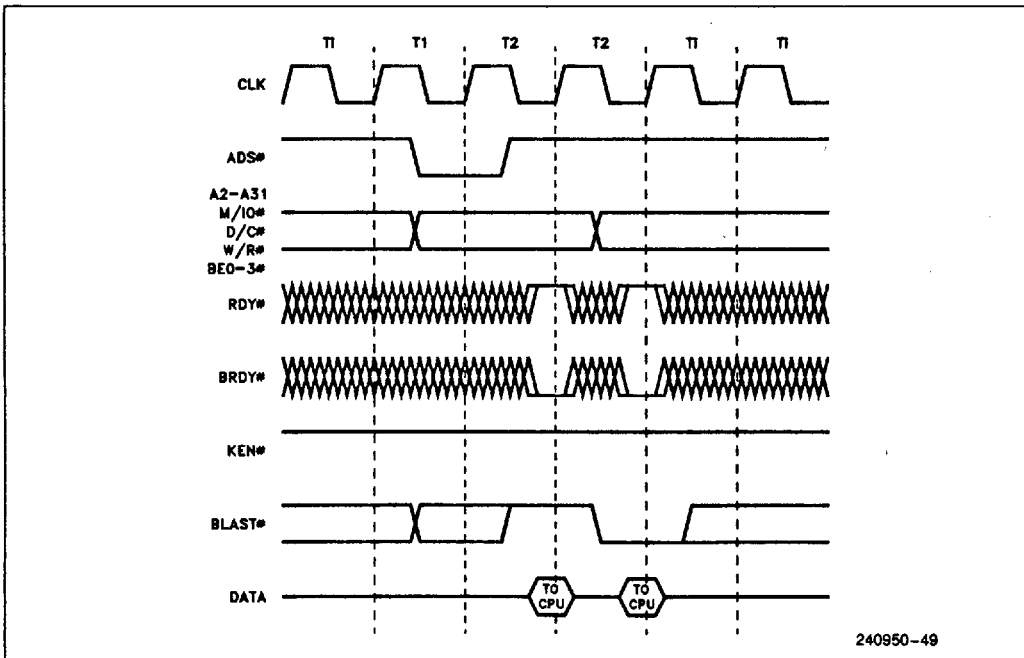 Ti T1 T2 T2 Ti Ti
CLK
ADS#
A2-A31
M/IO#
D/C#
W/R#
BE0-3#
RDY#
BRDY#
KEN#
BLAST#
DATA
TO CPU
TO CPU
240950-49